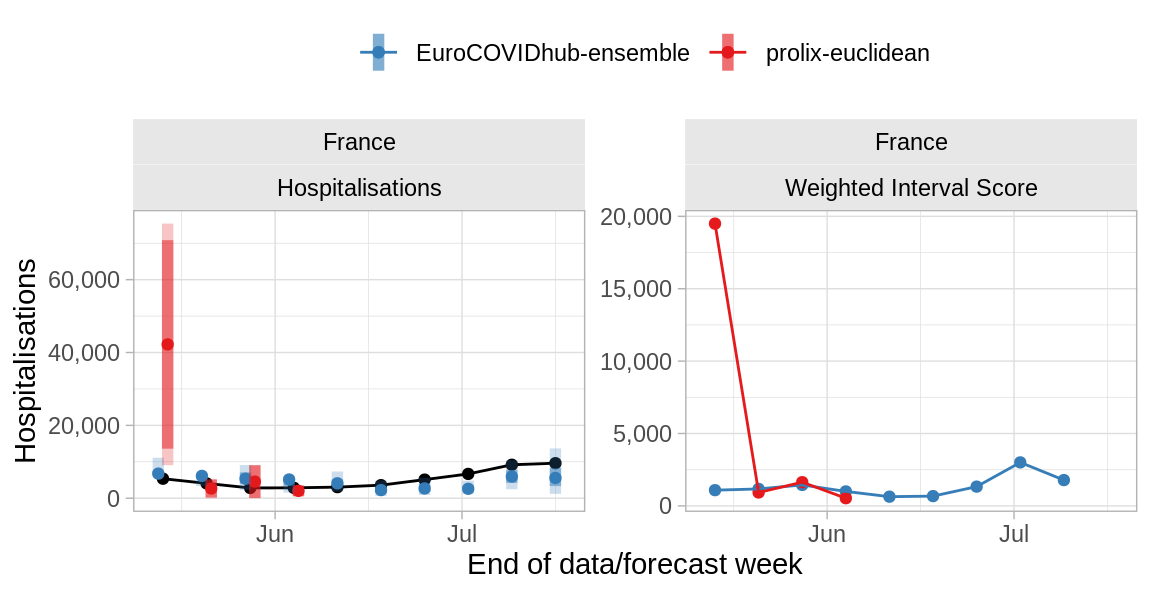 EuroCOVIDhub-ensemble prolix-euclidean
France
Hospitalisations
France
Weighted Interval Score
Hospitalisations
60,000
40,000
20,000
0
20,000
15,000
10,000
5,000
0
Jun Jul
Jun Jul
End of data/forecast week